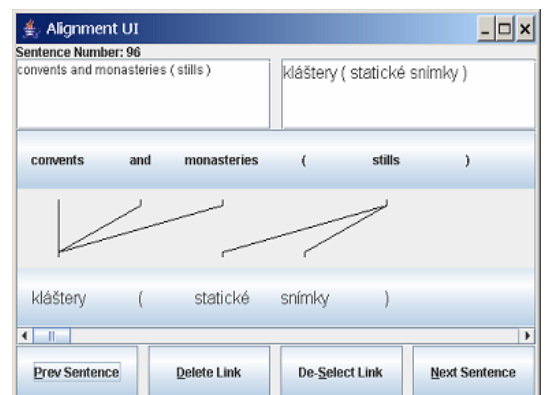 Alignment UI
Sentence Number: 96
convents and monasteries ( stills )
kláštery ( statické snímky )
convents and monasteries ( stills )
kláštery ( statické snímky )
Prev Sentence Delete Link De-Select Link Next Sentence